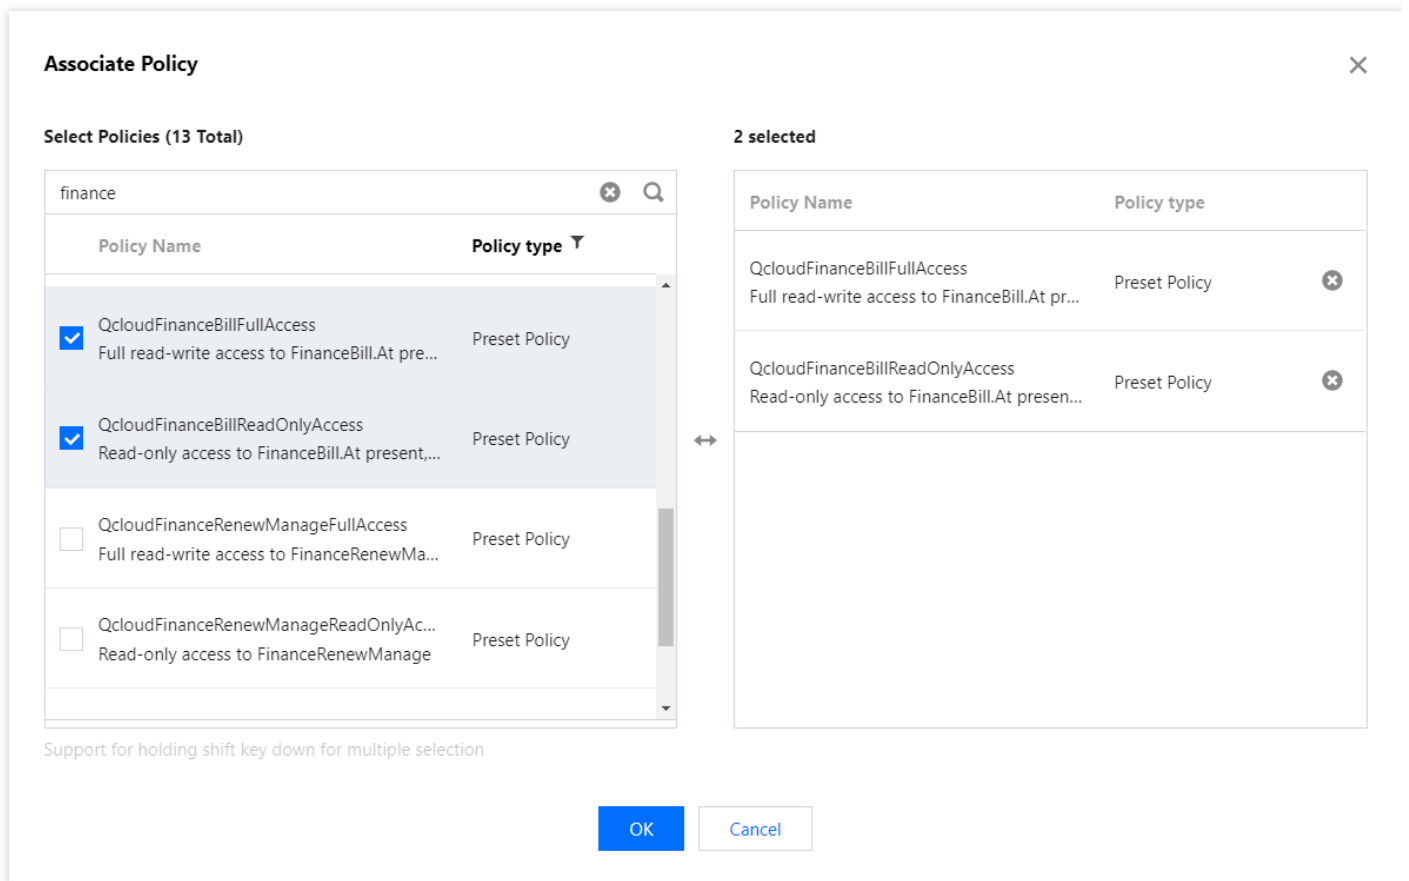 Associate Policy
Select Policies (13 Total)
2 selected
finance
Policy Name
Policy type
QcloudFinanceBillFullAccess
Full read-write access to FinanceBill.At pre...
Preset Policy
QcloudFinanceBillReadOnlyAccess
Read-only access to FinanceBill.At present,...
Preset Policy
QcloudFinanceRenewManageFullAccess
Full read-write access to FinanceRenewMa...
Preset Policy
QcloudFinanceRenewManageReadOnlyAc...
Read-only access to FinanceRenewManage
Preset Policy
Support for holding shift key down for multiple selection
Policy Name
Policy type
QcloudFinanceBillFullAccess
Full read-write access to FinanceBill.At pr...
Preset Policy
QcloudFinanceBillReadOnlyAccess
Read-only access to FinanceBill.At presen...
Preset Policy
OK
Cancel